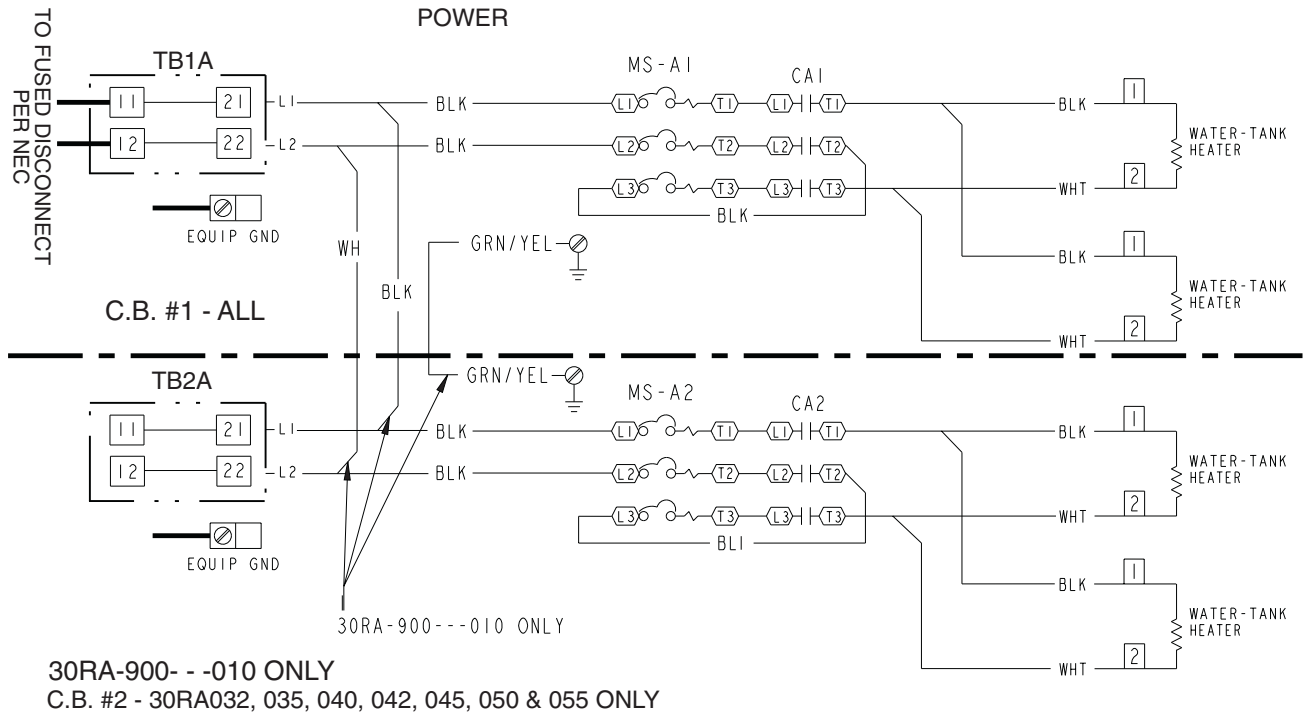 POWER
TO FUSED DISCONNECT
PER NEC
TB1A
11 21 L1 BLK
12 22 L2 BLK
EQUIP GND
MS-A1
CA1
L1 T1 L1 T1
L2 T2 L2 T2
L3 T3 L3 T3
BLK
BLK 1
WATER-TANK
HEATER
WHT 2
BLK 1
WATER-TANK
HEATER
WHT 2
WH
BLK
GRN/YEL
C.B. #1 - ALL
GRN/YEL
TB2A
11 21 L1 BLK
12 22 L2 BLK
EQUIP GND
MS-A2
CA2
L1 T1 L1 T1
L2 T2 L2 T2
L3 T3 L3 T3
BLI
BLK 1
WATER-TANK
HEATER
WHT 2
BLK 1
WATER-TANK
HEATER
WHT 2
30RA-900---010 ONLY
30RA-900- - -010 ONLY
C.B. #2 - 30RA032, 035, 040, 042, 045, 050 & 055 ONLY